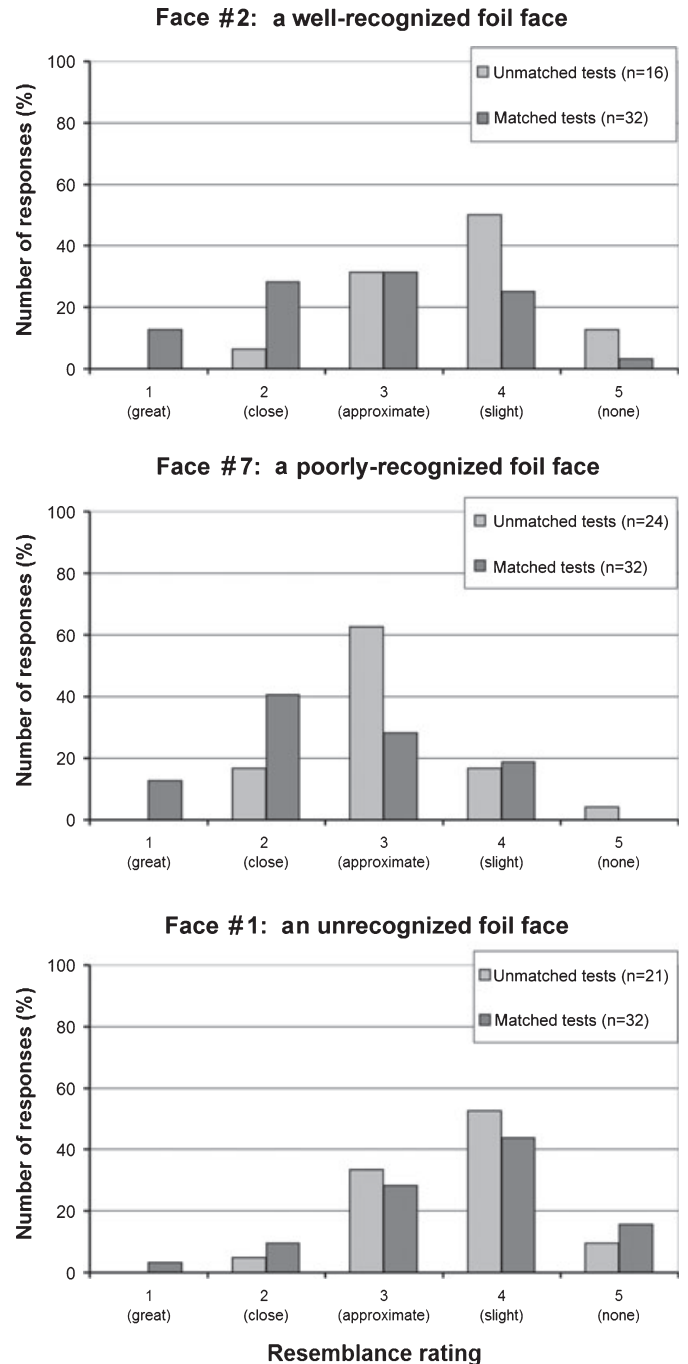 Face #2: a well-recognized foil face
Number of responses (%)
100
80
60
40
20
0
Unmatched tests (n=16)
Matched tests (n=32)
1 2 3 4 5
(great) (close) (approximate) (slight) (none)
Face #7: a poorly-recognized foil face
Number of responses (%)
100
80
60
40
20
0
Unmatched tests (n=24)
Matched tests (n=32)
1 2 3 4 5
(great) (close) (approximate) (slight) (none)
Face #1: an unrecognized foil face
Number of responses (%)
100
80
60
40
20
0
Unmatched tests (n=21)
Matched tests (n=32)
1 2 3 4 5
(great) (close) (approximate) (slight) (none)
Resemblance rating